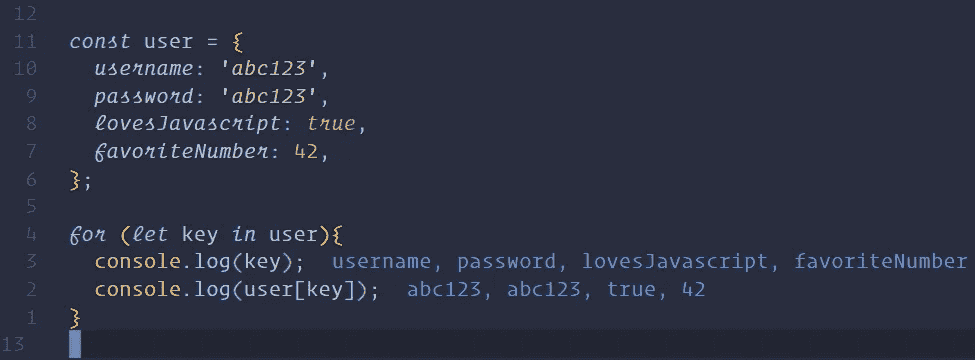 12
11 const user = {
10 username: 'abc123',
9 password: 'abc123',
8 lovesJavascript: true,
7 favoriteNumber: 42,
6 };
5
4 for (let key in user){
3 console.log(key); username, password, lovesJavascript, favoriteNumber
2 console.log(user[key]); abc123, abc123, true, 42
1 }
13